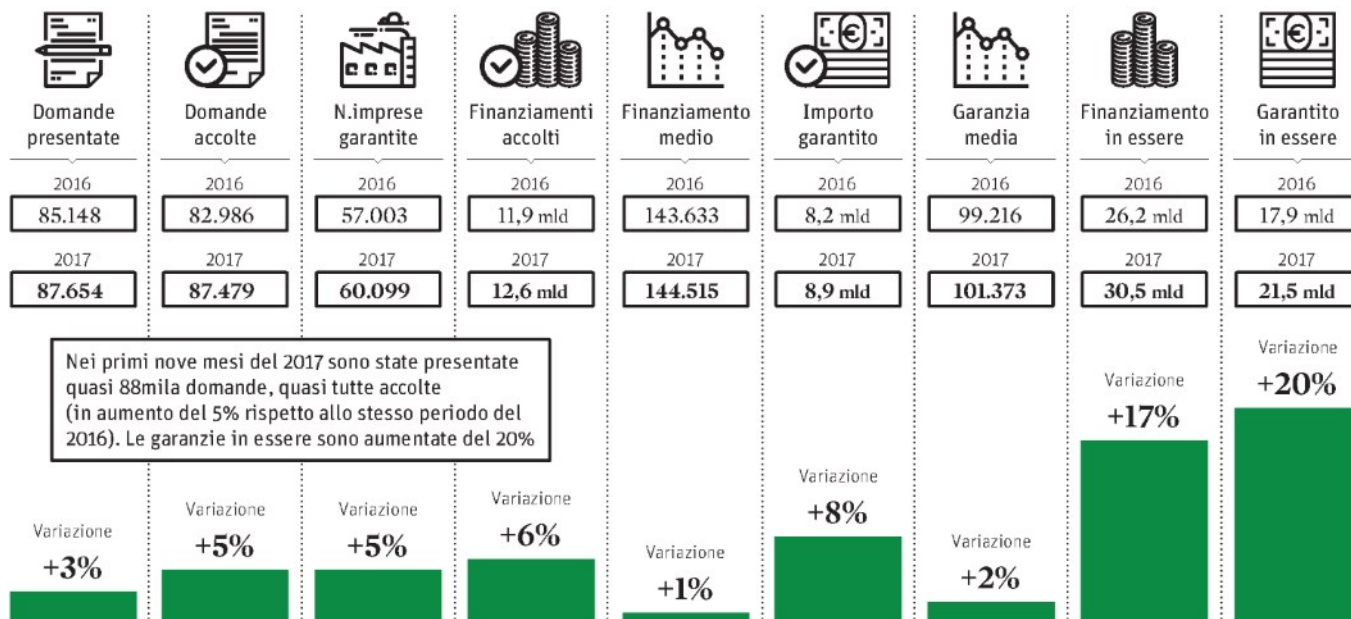 Domande
presentate
2016
85.148
2017
87.654
Domande
accolte
2016
82.986
2017
87.479
N.imprese
garantite
2016
57.003
2017
60.099
Finanziamenti
accolti
2016
11,9 mld
2017
12,6 mld
Finanziamento
medio
2016
143.633
2017
144.515
Importo
garantito
2016
8,2 mld
2017
8,9 mld
Garanzia
media
2016
99.216
2017
101.373
Finanziamento
in essere
2016
26,2 mld
2017
30,5 mld
Garantito
in essere
2016
17,9 mld
2017
21,5 mld
Nei primi nove mesi del 2017 sono state presentate
quasi 88mila domande, quasi tutte accolte
(in aumento del 5% rispetto allo stesso periodo del
2016). Le garanzie in essere sono aumentate del 20%
Variazione
+3%
Variazione
+5%
Variazione
+5%
Variazione
+6%
Variazione
+1%
Variazione
+8%
Variazione
+2%
Variazione
+17%
Variazione
+20%